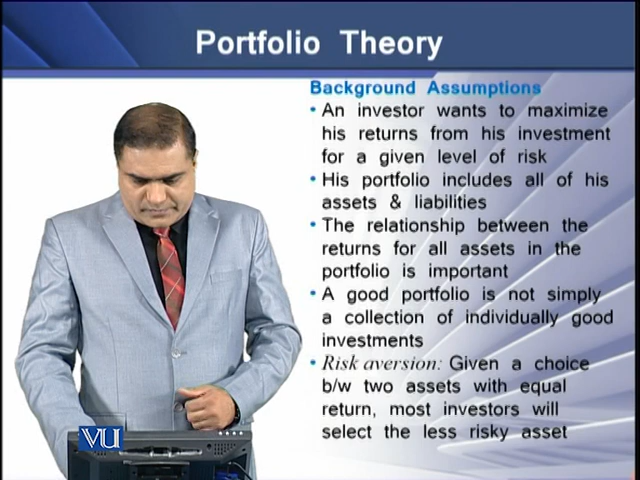 Portfolio Theory
Background Assumptions
• An investor wants to maximize
his returns from his investment
for a given level of risk
• His portfolio includes all of his
assets & liabilities
• The relationship between the
returns for all assets in the
portfolio is important
• A good portfolio is not simply
a collection of individually good
investments
• Risk aversion: Given a choice
b/w two assets with equal
return, most investors will
select the less risky asset
VU